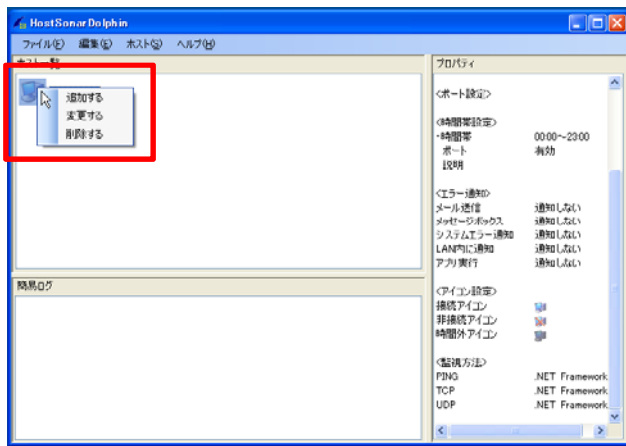 HostSonarDolphin
ファイル(F) 編集(E) ホスト(S) ヘルプ(H)
ホスト一覧
追加する
変更する
削除する
簡易ログ
プロパティ
<ポート設定>
<時間帯設定>
・時間帯 00:00～23:00
ポート 有効
説明
<エラー通知>
メール送信 通知しない
メッセージボックス 通知しない
システムエラー通知 通知しない
LAN内に通知 通知しない
アプリ実行 通知しない
<アイコン設定>
接続アイコン
非接続アイコン
時間外アイコン
<監視方法>
PING .NET Framework
TCP .NET Framework
UDP .NET Framework